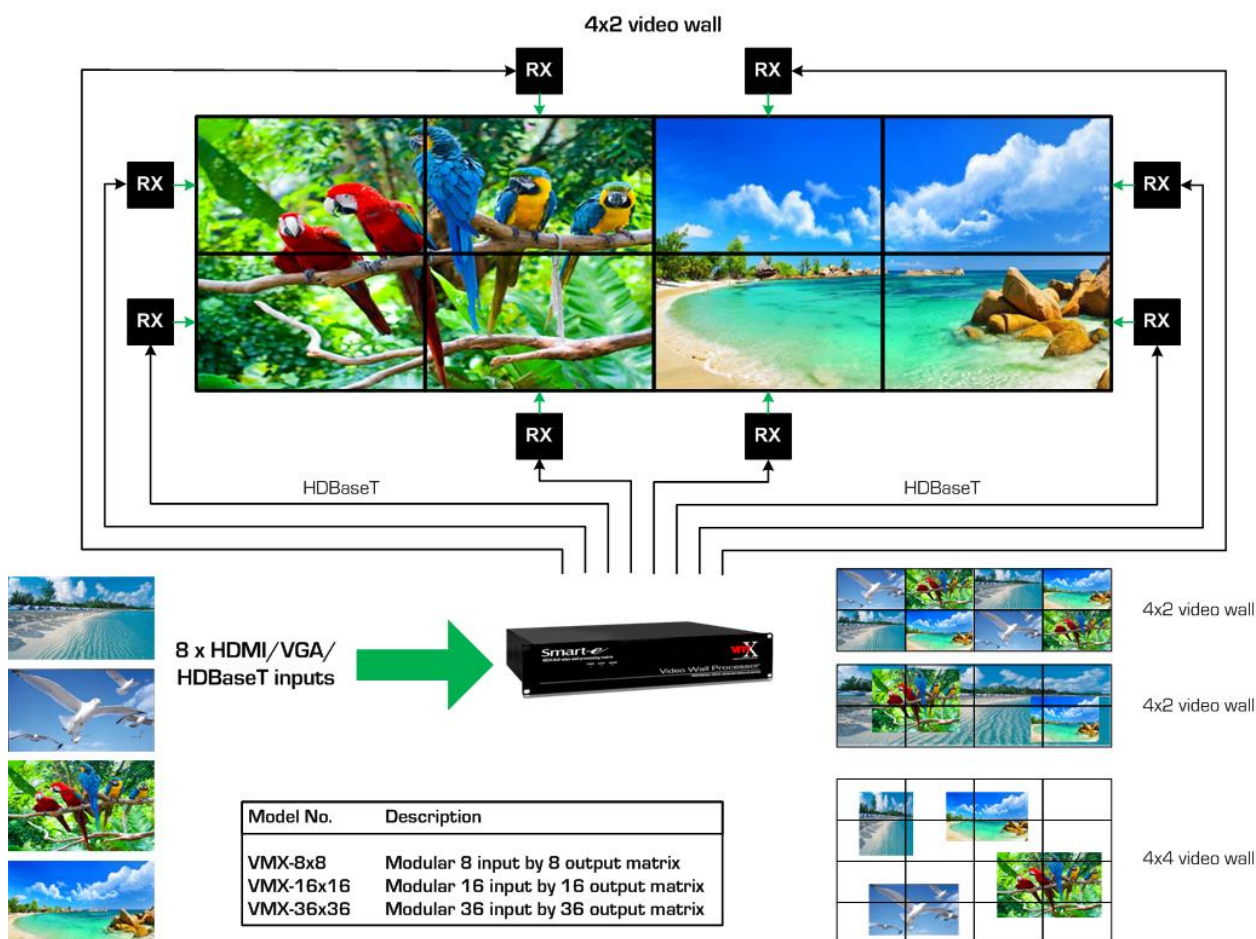 4x2 video wall
RX
RX
RX
RX
RX
RX
RX
RX
HDBaseT
HDBaseT
8 x HDMI/VGA/
HDBaseT inputs
Smart-e
VMX
Video Wall Processor
4x2 video wall
4x2 video wall
4x4 video wall
Model No. Description
VMX-8x8 Modular 8 input by 8 output matrix
VMX-16x16 Modular 16 input by 16 output matrix
VMX-36x36 Modular 36 input by 36 output matrix